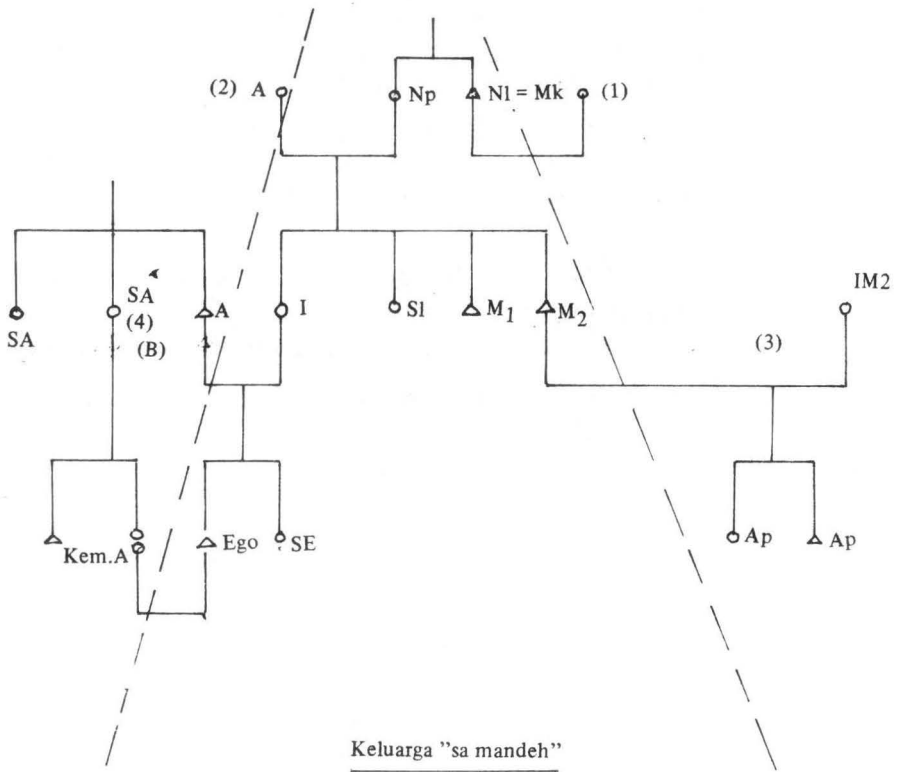 (2) A Np Nl = Mk (1)
SA SA A I Sl M₁ M₂ IM2
(4) (3)
(B)
Kem.A Ego SE Ap Ap
Keluarga "sa mandeh"